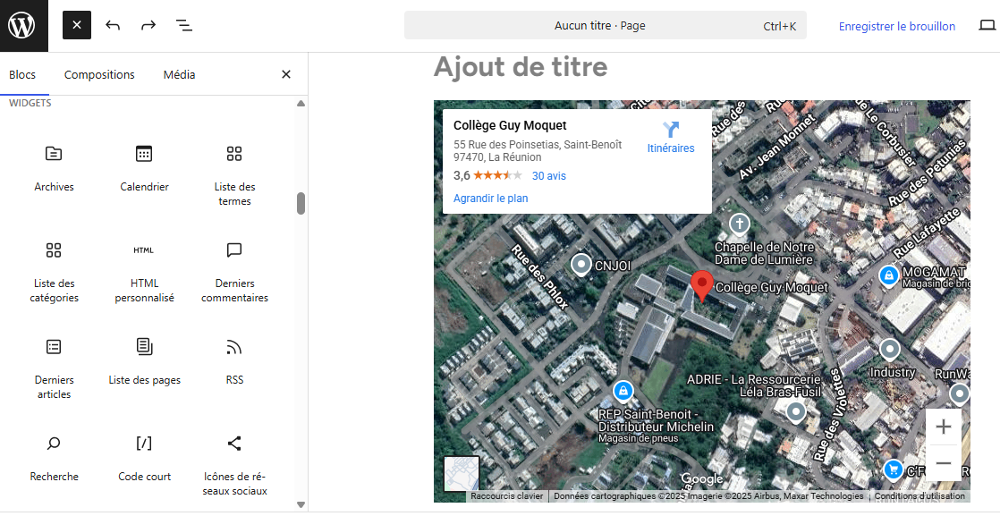 Aucun titre · Page
Ctrl+K
Enregistrer le brouillon
Blocs
Compositions
Média
WIDGETS
Archives
Calendrier
Liste des
termes
Liste des
catégories
HTML
HTML
personnalisé
Derniers
commentaires
Derniers
articles
Liste des pages
RSS
Recherche
[/]
Code court
Icônes de ré-
seaux sociaux
Ajout de titre
Collège Guy Moquet
55 Rue des Poinsetias, Saint-Benoît
97470, La Réunion
3,6
30 avis
Agrandir le plan
Itinéraires
Rue des
Av. Jean Monnet
Rue Le Corbusier
Rue des Petunias
Rue Lafayette
Chapelle de Notre
Dame de Lumière
CNJOI
Rue des Phlox
MOGAMAT
Magasin de bric
Collège Guy Moquet
Industry
RunWa
ADRIE - La Ressourcerie
Léla Bras-Fusil
Rue des Violettes
REP Saint-Benoit -
Distributeur Michelin
Magasin de pneus
Google
Raccourcis clavier
Données cartographiques ©2025 Imagerie ©2025 Airbus, Maxar Technologies
Conditions d'utilisation